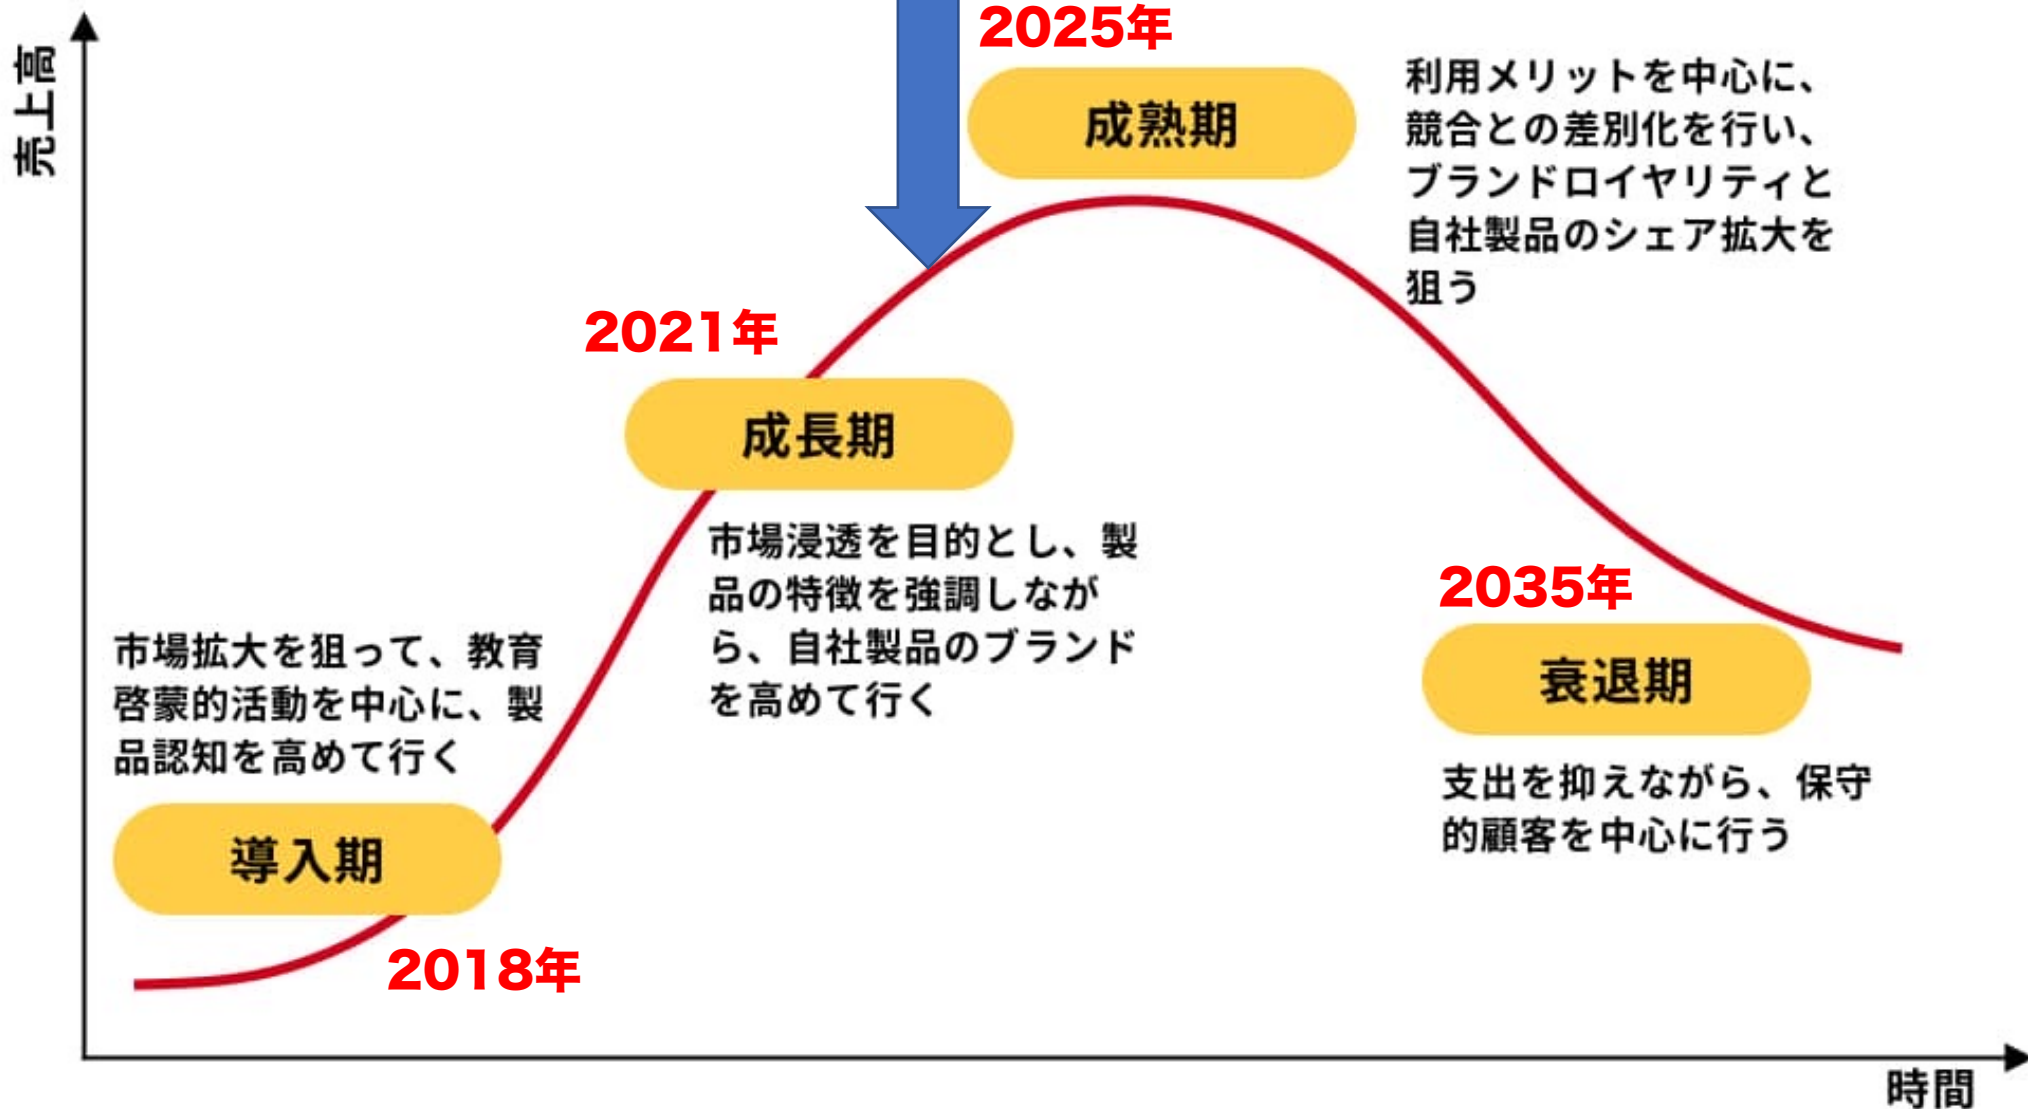 売上高
2025年
成熟期
利用メリットを中心に、
競合との差別化を行い、
ブランドロイヤリティと
自社製品のシェア拡大を
狙う
2021年
成長期
市場浸透を目的とし、製
品の特徴を強調しなが
ら、自社製品のブランド
を高めて行く
市場拡大を狙って、教育
啓蒙的活動を中心に、製
品認知を高めて行く
導入期
2018年
2035年
衰退期
支出を抑えながら、保守
的顧客を中心に行う
時間